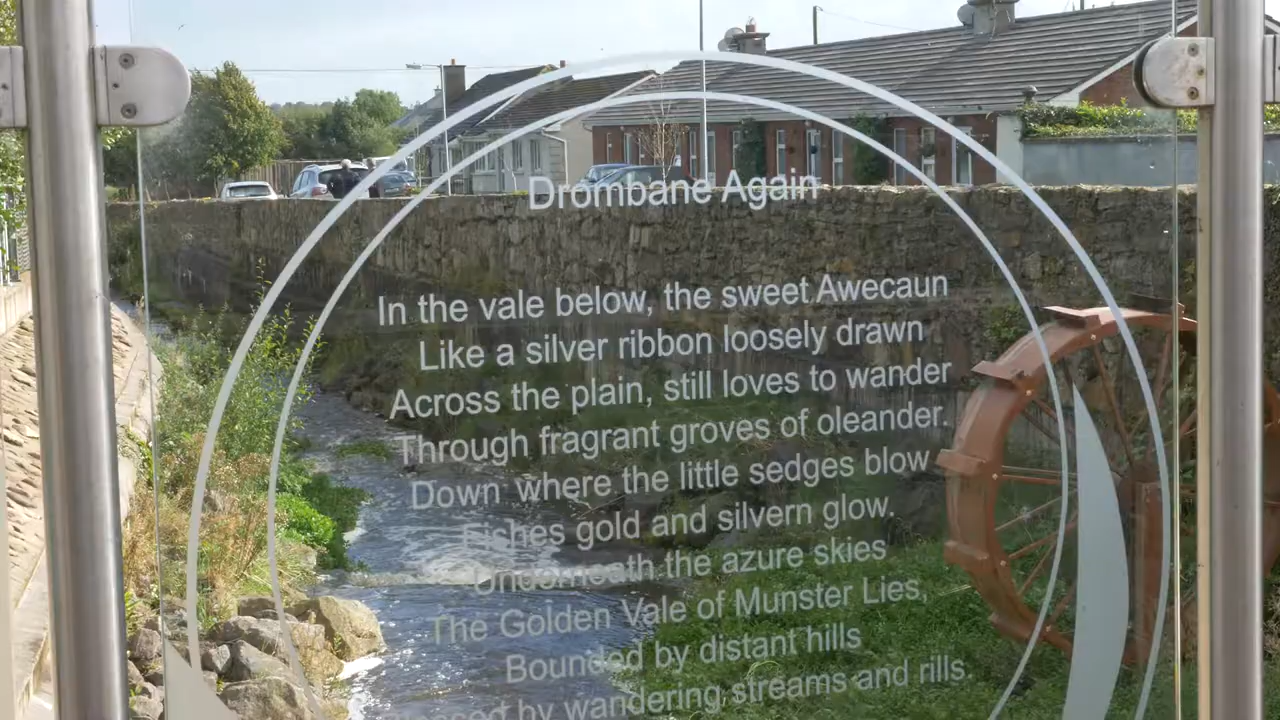 Drombane Again
In the vale below, the sweet Awecaun
Like a silver ribbon loosely drawn
Across the plain, still loves to wander
Through fragrant groves of oleander.
Down where the little sedges blow
Fishes gold and silvern glow.
Underneath the azure skies
The Golden Vale of Munster Lies,
Bounded by distant hills
by wandering streams and rills.